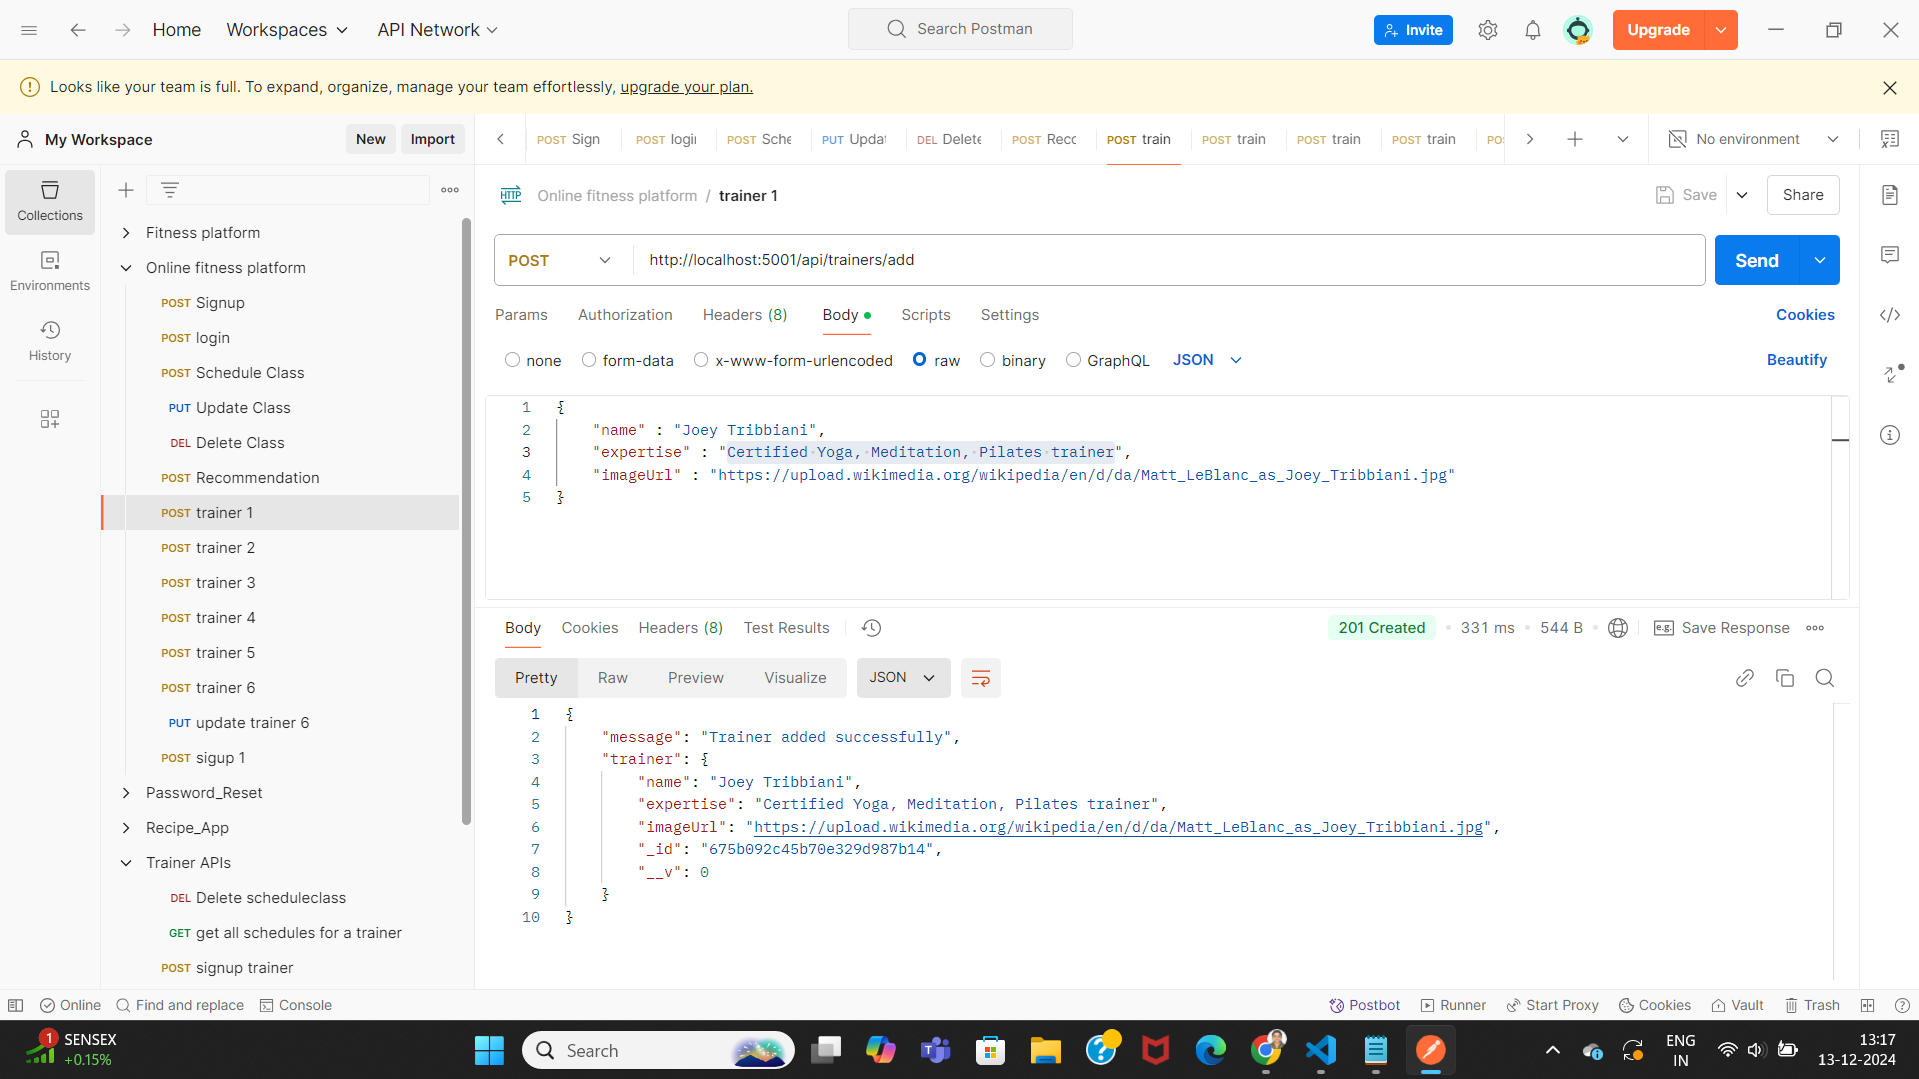 Home Workspaces API Network Search Postman Invite Upgrade
Looks like your team is full. To expand, organize, manage your team effortlessly, upgrade your plan.
My Workspace New Import POST Sign POST login POST Sche PUT Updat DEL Delete POST Reco POST train POST train POST train POST train No environment
Collections
Environments
History
Fitness platform
Online fitness platform
POST Signup
POST login
POST Schedule Class
PUT Update Class
DEL Delete Class
POST Recommendation
POST trainer 1
POST trainer 2
POST trainer 3
POST trainer 4
POST trainer 5
POST trainer 6
PUT update trainer 6
POST sigup 1
Password_Reset
Recipe_App
Trainer APIs
DEL Delete scheduleclass
GET get all schedules for a trainer
POST signup trainer
HTTP Online fitness platform / trainer 1 Save Share
POST http://localhost:5001/api/trainers/add Send
Params Authorization Headers (8) Body Scripts Settings Cookies
none form-data x-www-form-urlencoded raw binary GraphQL JSON Beautify
1 {
2 "name" : "Joey Tribbiani",
3 "expertise" : "Certified Yoga, Meditation, Pilates trainer",
4 "imageUrl" : "https://upload.wikimedia.org/wikipedia/en/d/da/Matt_LeBlanc_as_Joey_Tribbiani.jpg"
5 }
Body Cookies Headers (8) Test Results 201 Created 331 ms 544 B e.g. Save Response
Pretty Raw Preview Visualize JSON
1 {
2 "message": "Trainer added successfully",
3 "trainer": {
4 "name": "Joey Tribbiani",
5 "expertise": "Certified Yoga, Meditation, Pilates trainer",
6 "imageUrl": "https://upload.wikimedia.org/wikipedia/en/d/da/Matt_LeBlanc_as_Joey_Tribbiani.jpg",
7 "_id": "675b092c45b70e329d987b14",
8 "__v": 0
9 }
10 }
Online Find and replace Console Postbot Runner Start Proxy Cookies Vault Trash
1 SENSEX
+0.15%
Search
ENG
IN
13:17
13-12-2024